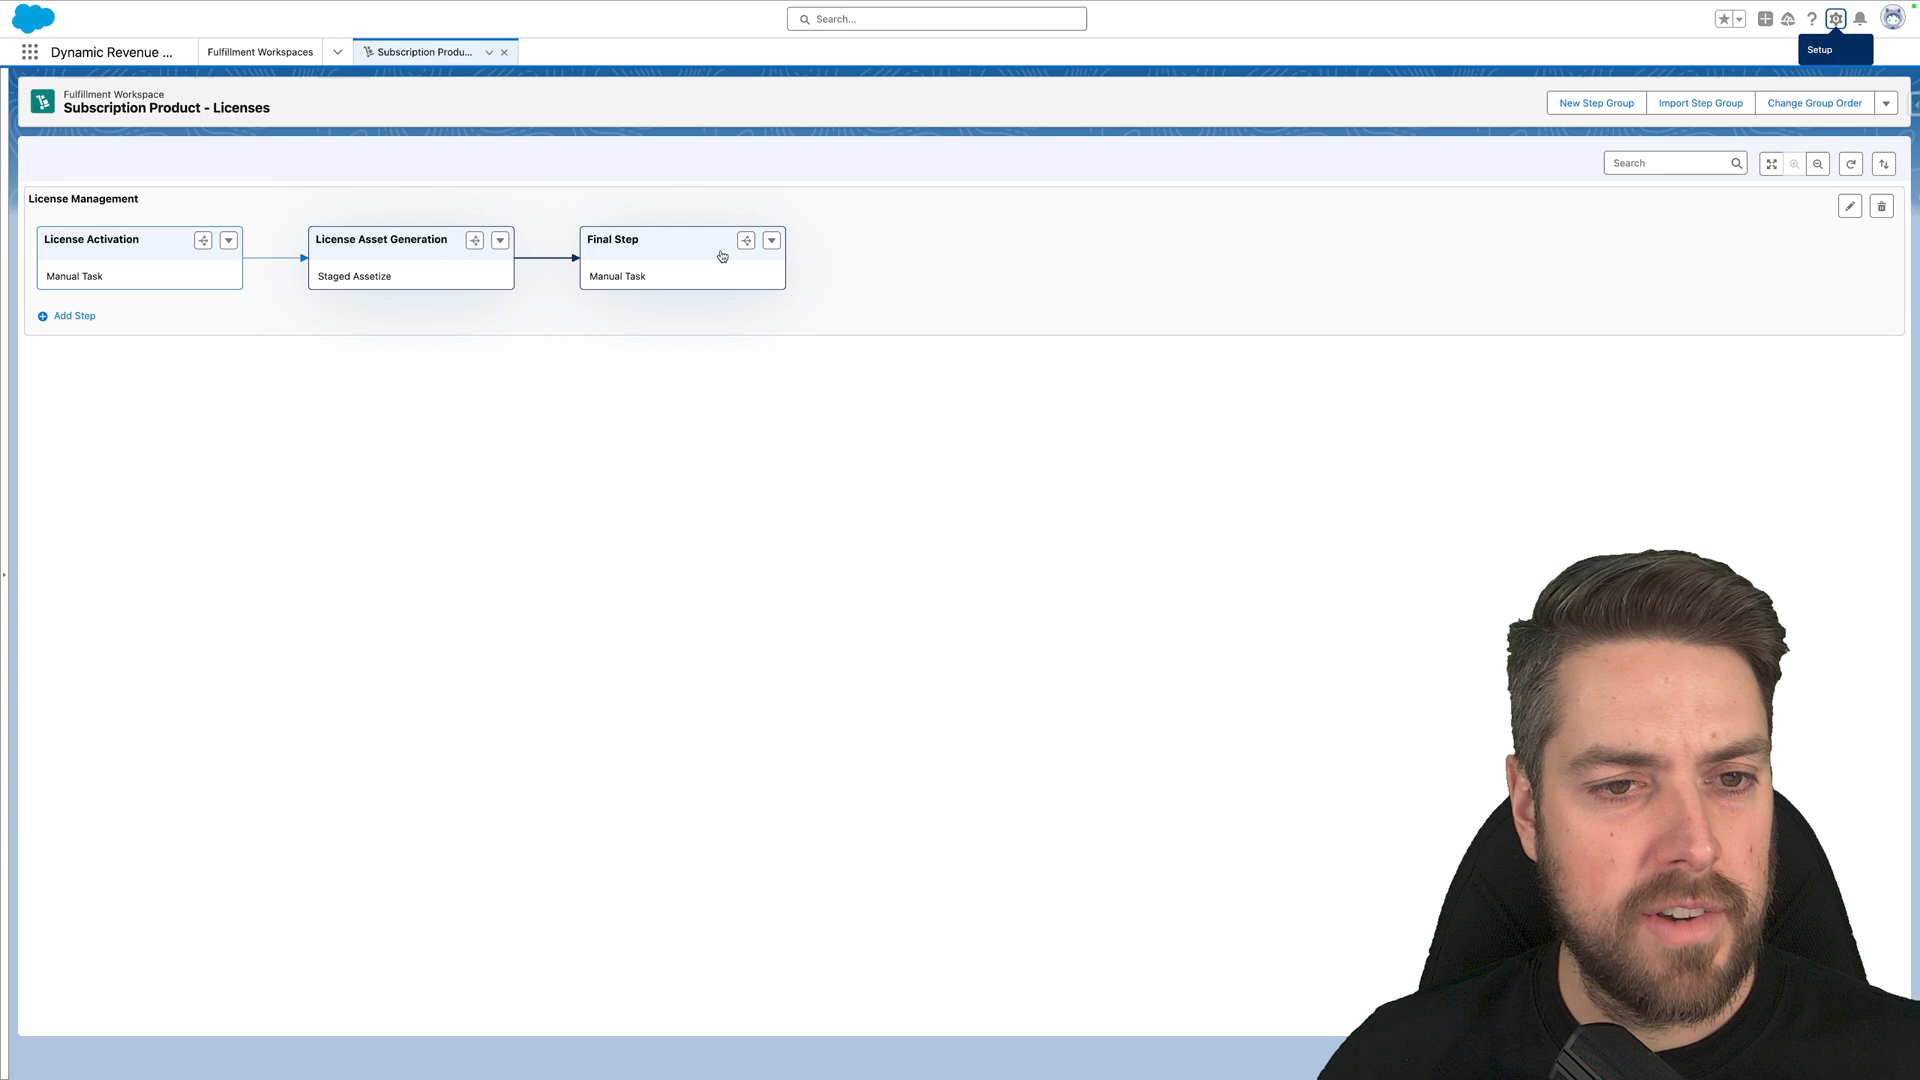 Search...
Setup
Dynamic Revenue ...
Fulfillment Workspaces
Subscription Produ...
Fulfillment Workspace
Subscription Product - Licenses
New Step Group
Import Step Group
Change Group Order
Search
License Management
License Activation
License Asset Generation
Final Step
Manual Task
Staged Assetize
Manual Task
Add Step